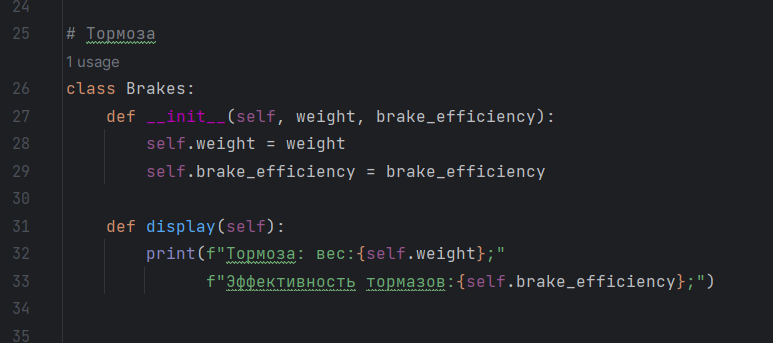 24
25 # Тормоза
1 usage
26 class Brakes:
27 def __init__(self, weight, brake_efficiency):
28 self.weight = weight
29 self.brake_efficiency = brake_efficiency
30
31 def display(self):
32 print(f"Тормоза: вес:{self.weight};"
33 f"Эффективность тормазов:{self.brake_efficiency};")
34
35